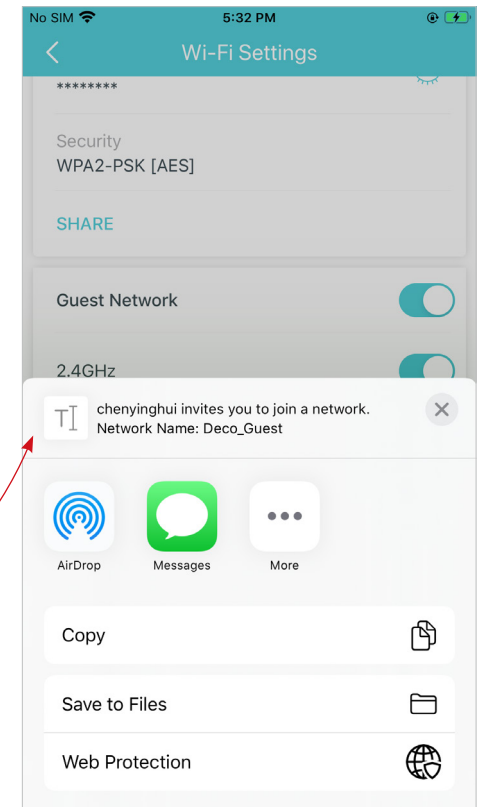 No SIM 5:32 PM
Wi-Fi Settings
********
Security
WPA2-PSK [AES]
SHARE
Guest Network
2.4GHz
chenyinghui invites you to join a network.
Network Name: Deco_Guest
AirDrop Messages More
Copy
Save to Files
Web Protection